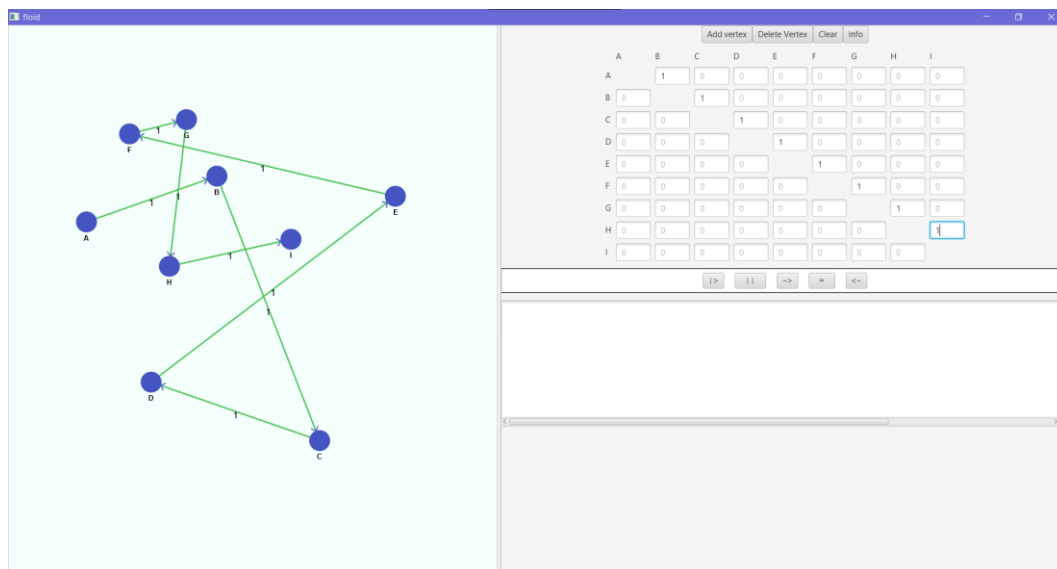 floid
Add vertex Delete Vertex Clear Info
A B C D E F G H I
A 1 0 0 0 0 0 0 0
B 0 1 0 0 0 0 0 0
C 0 0 1 0 0 0 0 0
D 0 0 0 1 0 0 0 0
E 0 0 0 0 1 0 0 0
F 0 0 0 0 0 1 0 0
G 0 0 0 0 0 0 1 0
H 0 0 0 0 0 0 0 1
I 0 0 0 0 0 0 0 0
|> || -> = <-
G
1
F
1
B
1
1
E
A
I
1
H
1
1
D
1
C